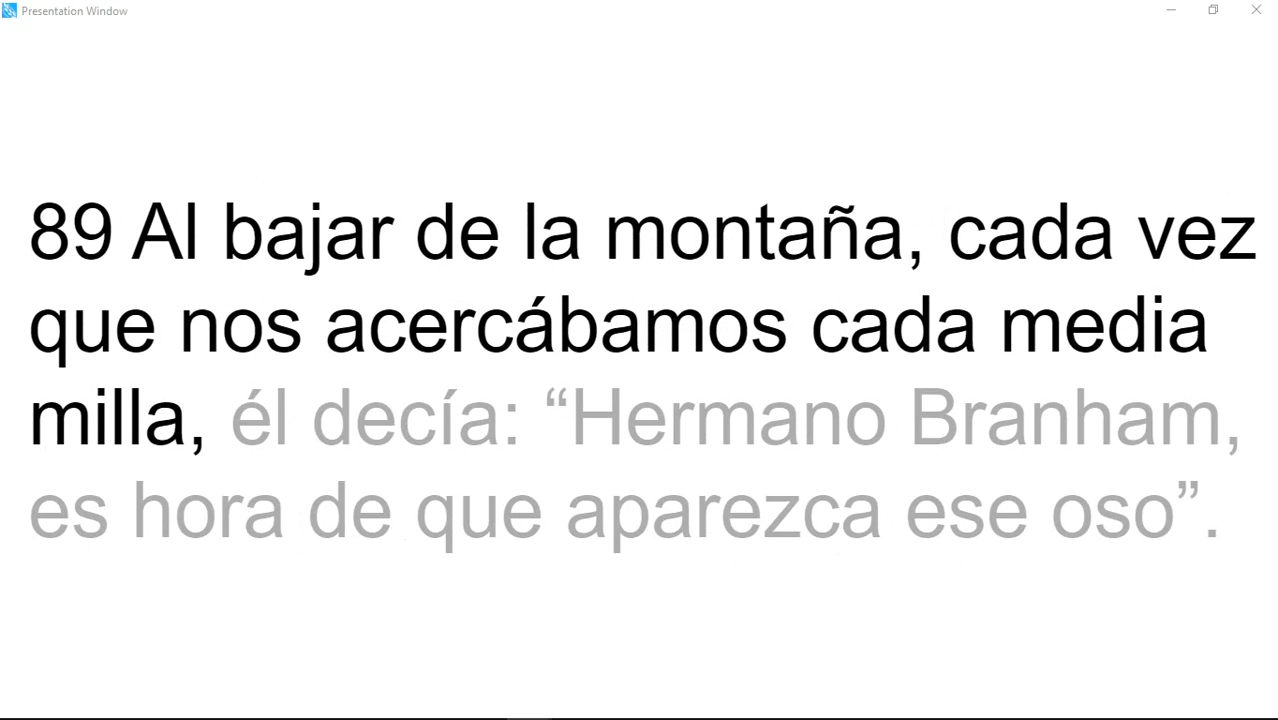 Presentation Window
89 Al bajar de la montaña, cada vez
que nos acercábamos cada media
milla, él decía: “Hermano Branham,
es hora de que aparezca ese oso”.